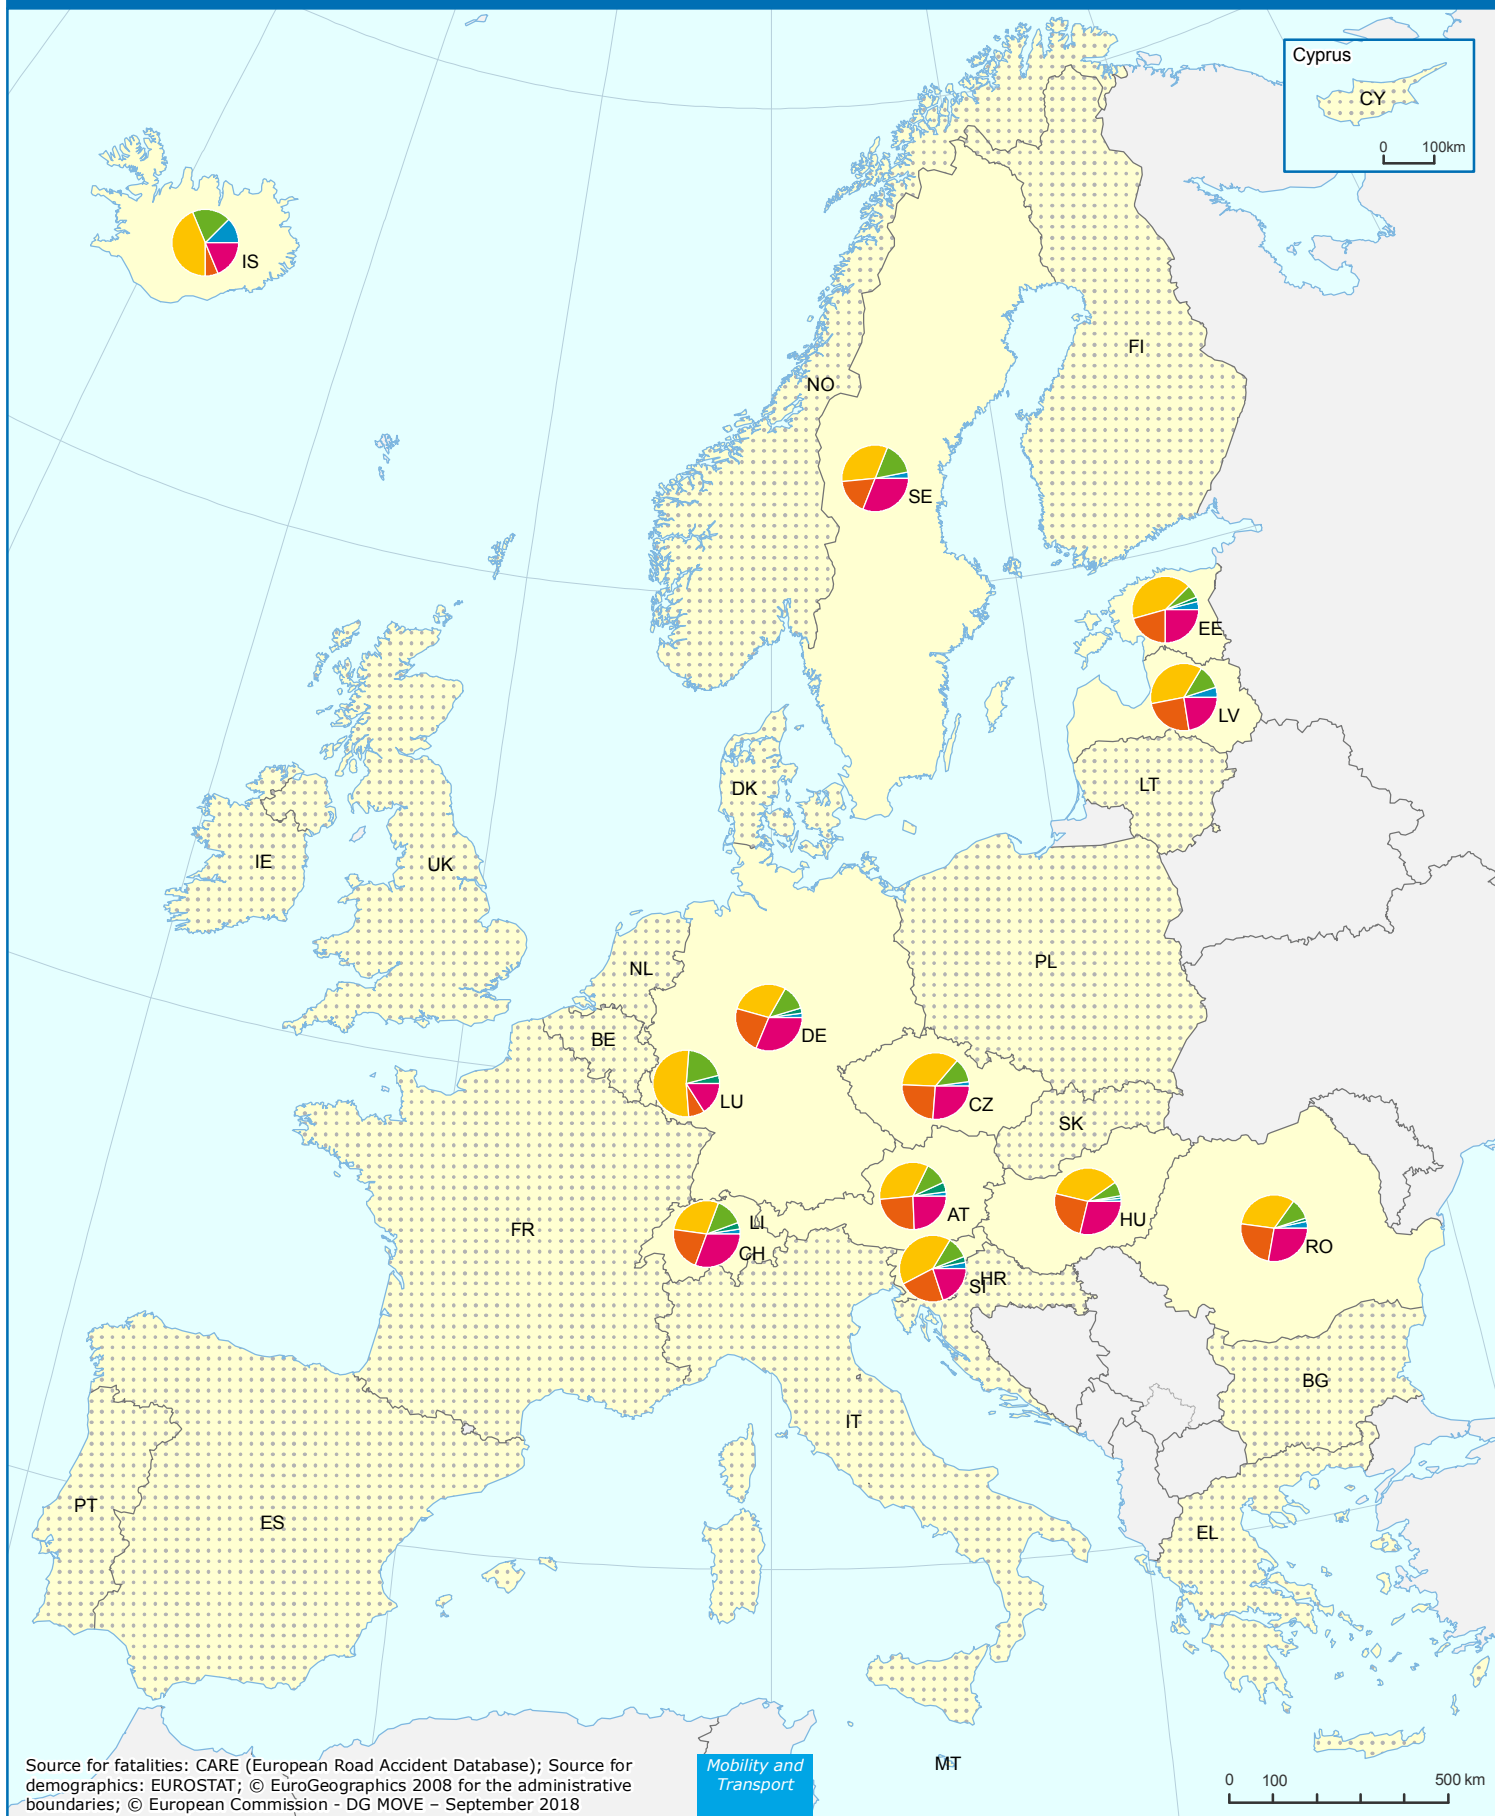 Cyprus
CY
0 100km
IS
FI
NO
SE
EE
LV
DK
LT
IE
UK
NL
PL
BE
DE
LU
CZ
SK
AT
HU
FR
LI
CH
RO
HR
SI
BG
IT
PT
ES
EL
MT
Source for fatalities: CARE (European Road Accident Database); Source for
demographics: EUROSTAT; © EuroGeographics 2008 for the administrative
boundaries; © European Commission - DG MOVE – September 2018
Mobility and
Transport
0 100 500 km